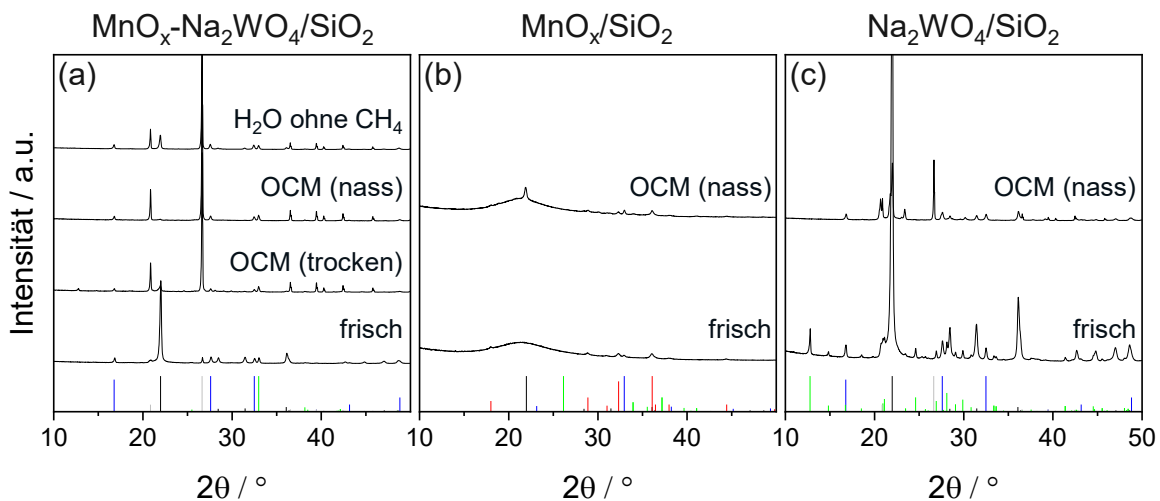 MnOₓ-Na₂WO₄/SiO₂
MnOₓ/SiO₂
Na₂WO₄/SiO₂
Intensität / a.u.
(a)
H₂O ohne CH₄
OCM (nass)
OCM (trocken)
frisch
10 20 30 40
2θ / °
(b)
OCM (nass)
frisch
10 20 30 40
2θ / °
(c)
OCM (nass)
frisch
10 20 30 40 50
2θ / °